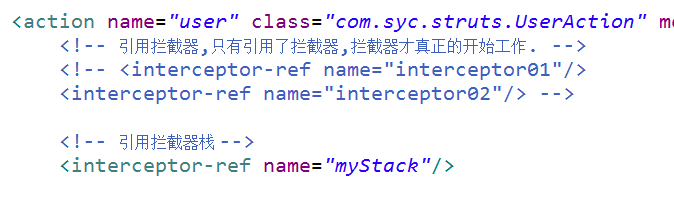 <action name="user" class="com.syc.struts.UserAction" me
<!-- 引用拦截器,只有引用了拦截器,拦截器才真正的开始工作. -->
<!-- <interceptor-ref name="interceptor01"/>
<interceptor-ref name="interceptor02"/> -->
<!-- 引用拦截器栈 -->
<interceptor-ref name="myStack"/>